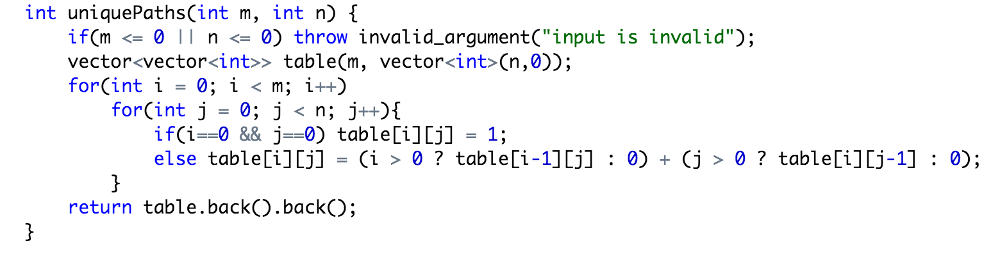 int uniquePaths(int m, int n) {
    if(m <= 0 || n <= 0) throw invalid_argument("input is invalid");
    vector<vector<int>> table(m, vector<int>(n,0));
    for(int i = 0; i < m; i++)
        for(int j = 0; j < n; j++){
            if(i==0 && j==0) table[i][j] = 1;
            else table[i][j] = (i > 0 ? table[i-1][j] : 0) + (j > 0 ? table[i][j-1] : 0);
        }
    return table.back().back();
}